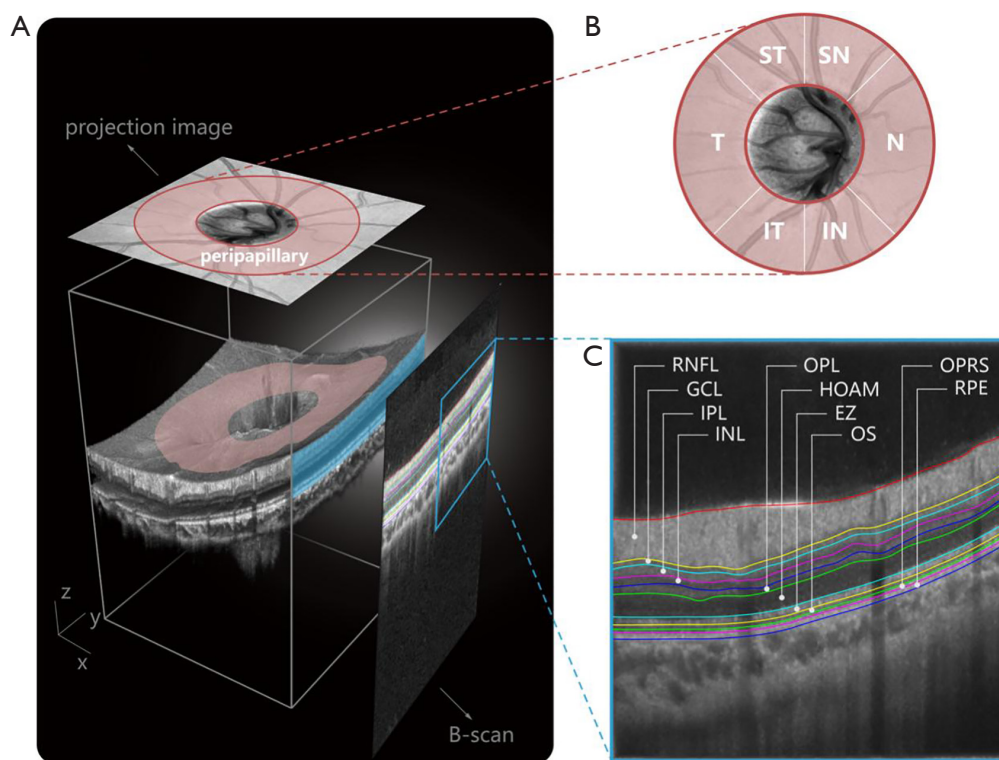 A
projection image
peripapillary
z
y
x
B-scan
B
ST SN
T N
IT IN
C
RNFL OPL OPRS
GCL HOAM RPE
IPL EZ
INL OS